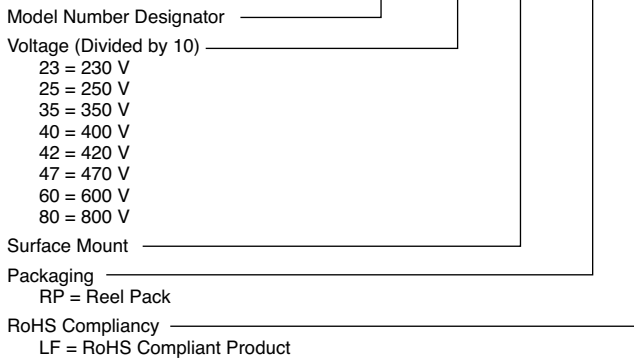 Model Number Designator
Voltage (Divided by 10)
23 = 230 V
25 = 250 V
35 = 350 V
40 = 400 V
42 = 420 V
47 = 470 V
60 = 600 V
80 = 800 V
Surface Mount
Packaging
RP = Reel Pack
RoHS Compliancy
LF = RoHS Compliant Product